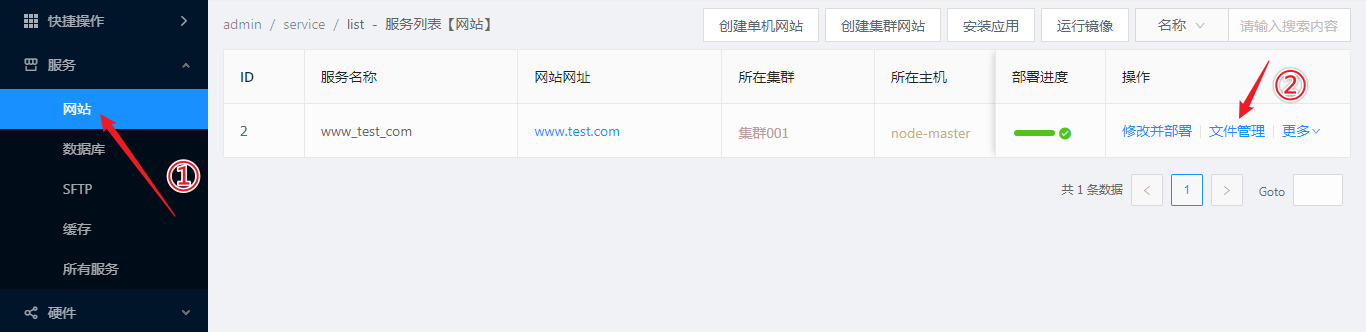 快捷操作
服务
网站
数据库
SFTP
缓存
所有服务
硬件
admin / service / list - 服务列表【网站】
创建单机网站 创建集群网站 安装应用 运行镜像 名称 请输入搜索内容
ID 服务名称 网站网址 所在集群 所在主机 部署进度 操作
2 www_test_com www.test.com 集群001 node-master 修改并部署 文件管理 更多
共 1 条数据 < 1 > Goto
①
②